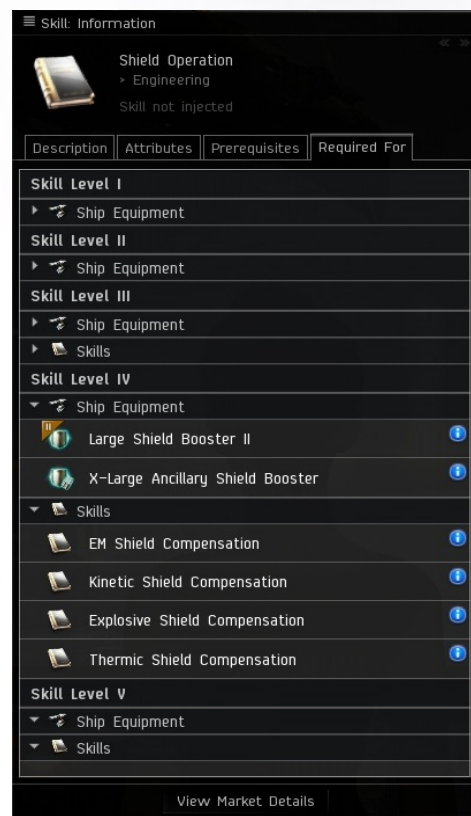 Skill: Information
Shield Operation
> Engineering
Skill not injected
Description
Attributes
Prerequisites
Required For
Skill Level I
Ship Equipment
Skill Level II
Ship Equipment
Skill Level III
Ship Equipment
Skills
Skill Level IV
Ship Equipment
II
Large Shield Booster II
X-Large Ancillary Shield Booster
Skills
EM Shield Compensation
Kinetic Shield Compensation
Explosive Shield Compensation
Thermic Shield Compensation
Skill Level V
Ship Equipment
Skills
View Market Details